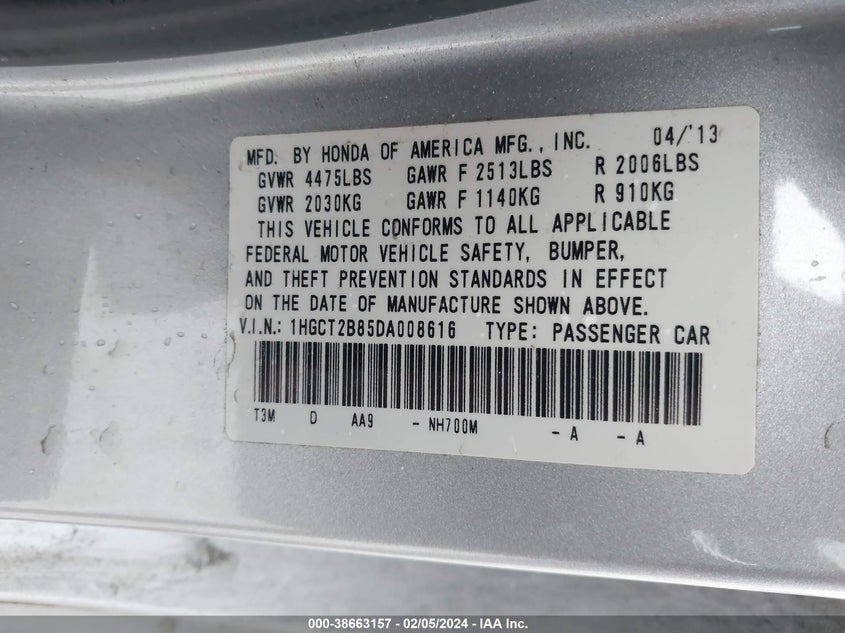 MFD. BY HONDA OF AMERICA MFG., INC. 04/'13
GVWR 4475LBS GAWR F 2513LBS R 2006LBS
GVWR 2030KG GAWR F 1140KG R 910KG
THIS VEHICLE CONFORMS TO ALL APPLICABLE
FEDERAL MOTOR VEHICLE SAFETY, BUMPER,
AND THEFT PREVENTION STANDARDS IN EFFECT
ON THE DATE OF MANUFACTURE SHOWN ABOVE.
V.I.N.: 1HGCT2B85DA008616 TYPE: PASSENGER CAR
T3M D AA9 - NH700M - A - A
000-38663157 - 02/05/2024 - IAA Inc.